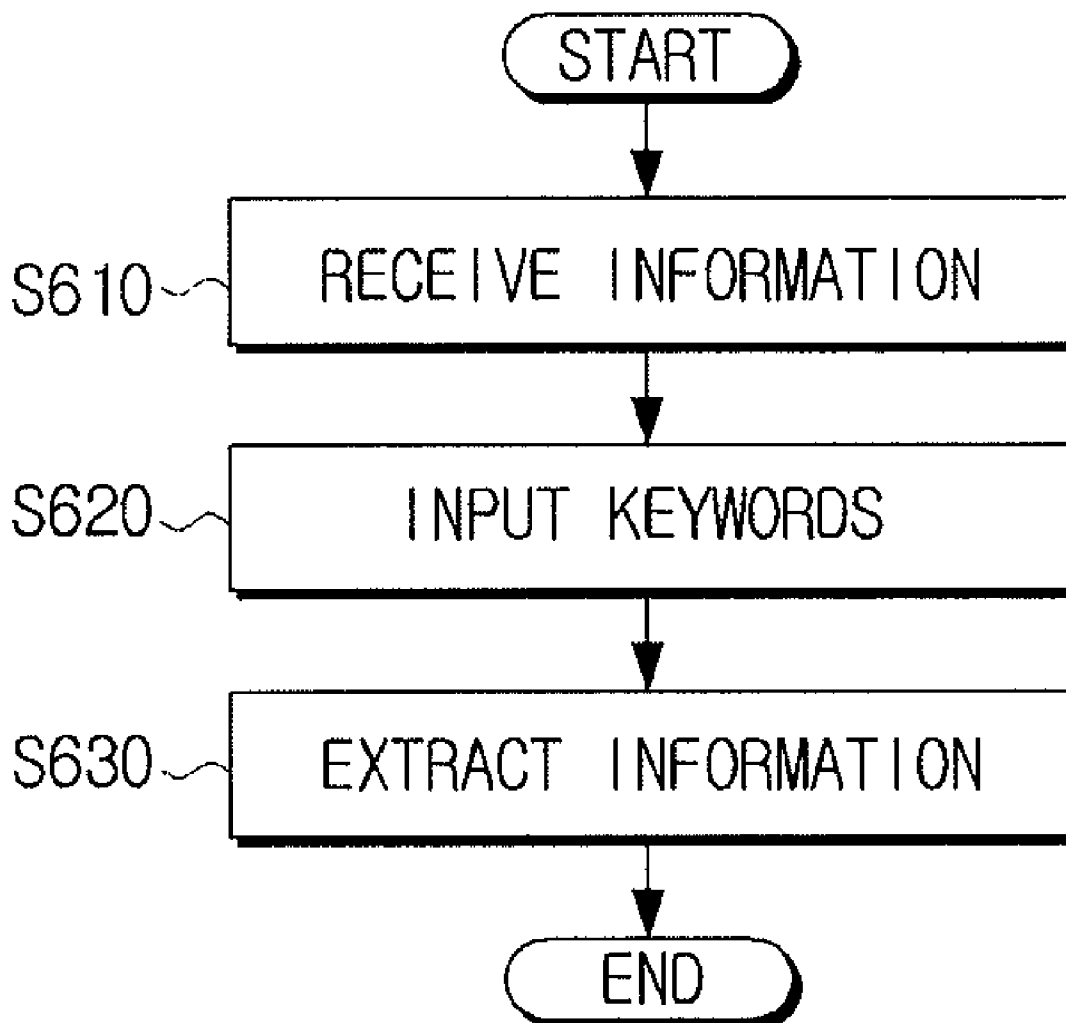 START
S610 RECEIVE INFORMATION
S620 INPUT KEYWORDS
S630 EXTRACT INFORMATION
END